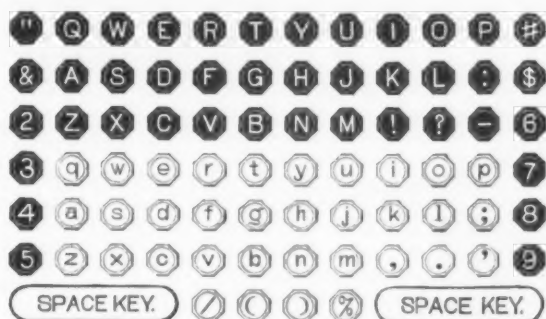 " Q W E R T Y U I O P #
& A S D F G H J K L : $
2 Z X C V B N M ! ? - 6
3 q w e r t y u i o p 7
4 a s d f g h j k l ; 8
5 z x c v b n m , . ' 9
SPACE KEY. / ( ) % SPACE KEY.